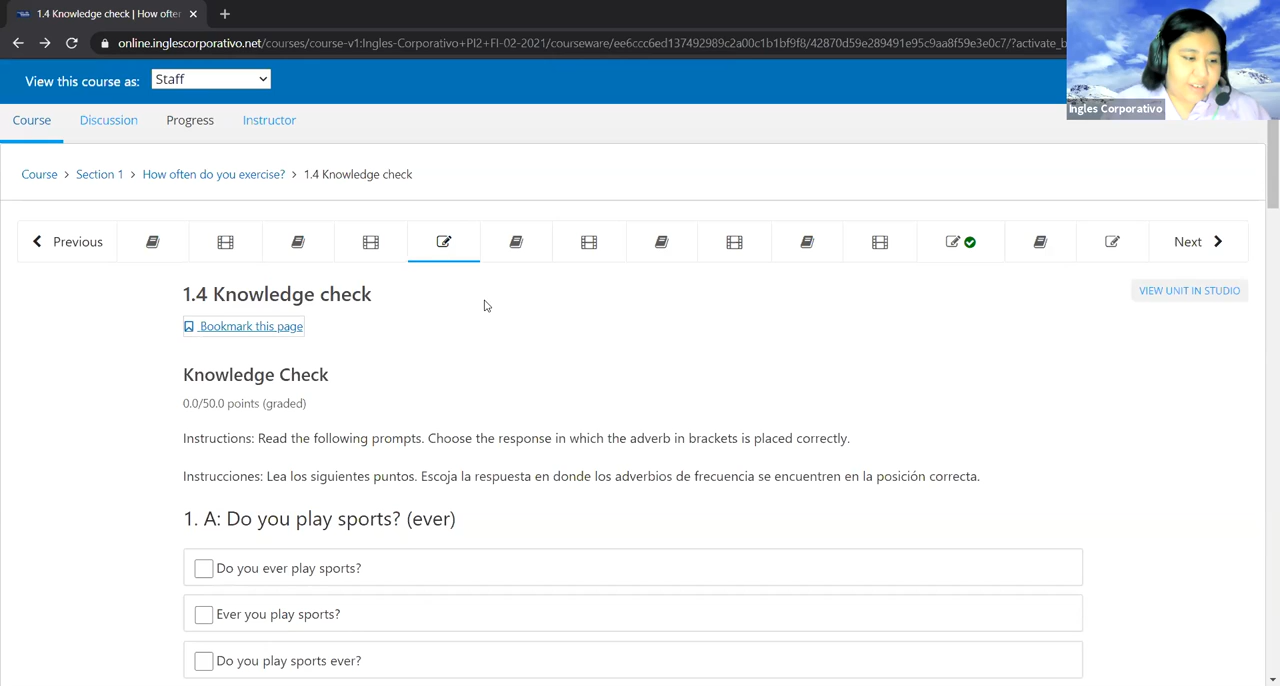 1.4 Knowledge check | How often
online.inglescorporativo.net/courses/course-v1:Ingles-Corporativo+PI2+FI-02-2021/courseware/ee6ccc6ed137492989c2a00c1b1bf9f8/42870d59e289491e95c9aa8f59e3e0c7/?activate_b
Ingles Corporativo
View this course as: Staff
Course Discussion Progress Instructor
Course > Section 1 > How often do you exercise? > 1.4 Knowledge check
Previous Next
1.4 Knowledge check
VIEW UNIT IN STUDIO
Bookmark this page
Knowledge Check
0.0/50.0 points (graded)
Instructions: Read the following prompts. Choose the response in which the adverb in brackets is placed correctly.
Instrucciones: Lea los siguientes puntos. Escoja la respuesta en donde los adverbios de frecuencia se encuentren en la posición correcta.
1. A: Do you play sports? (ever)
Do you ever play sports?
Ever you play sports?
Do you play sports ever?